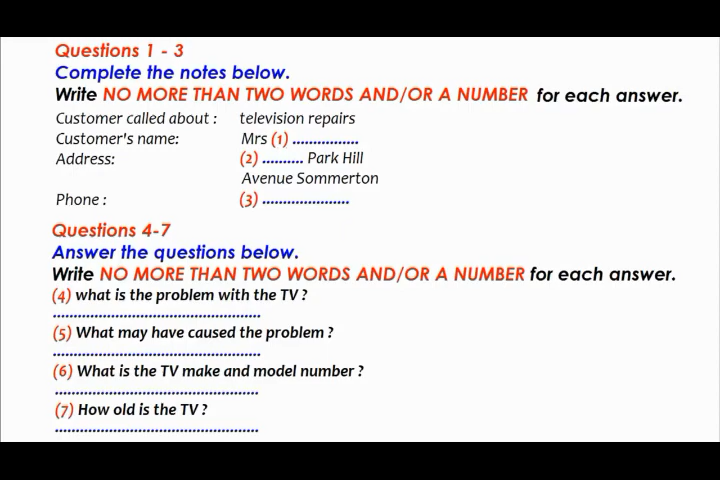 Questions 1 - 3
Complete the notes below.
Write NO MORE THAN TWO WORDS AND/OR A NUMBER for each answer.
Customer called about : television repairs
Customer's name: Mrs (1) ................
Address: (2) .......... Park Hill
Avenue Sommerton
Phone : (3) .....................
Questions 4-7
Answer the questions below.
Write NO MORE THAN TWO WORDS AND/OR A NUMBER for each answer.
(4) what is the problem with the TV ?
..................................................
(5) What may have caused the problem ?
..................................................
(6) What is the TV make and model number ?
.................................................
(7) How old is the TV ?
.................................................